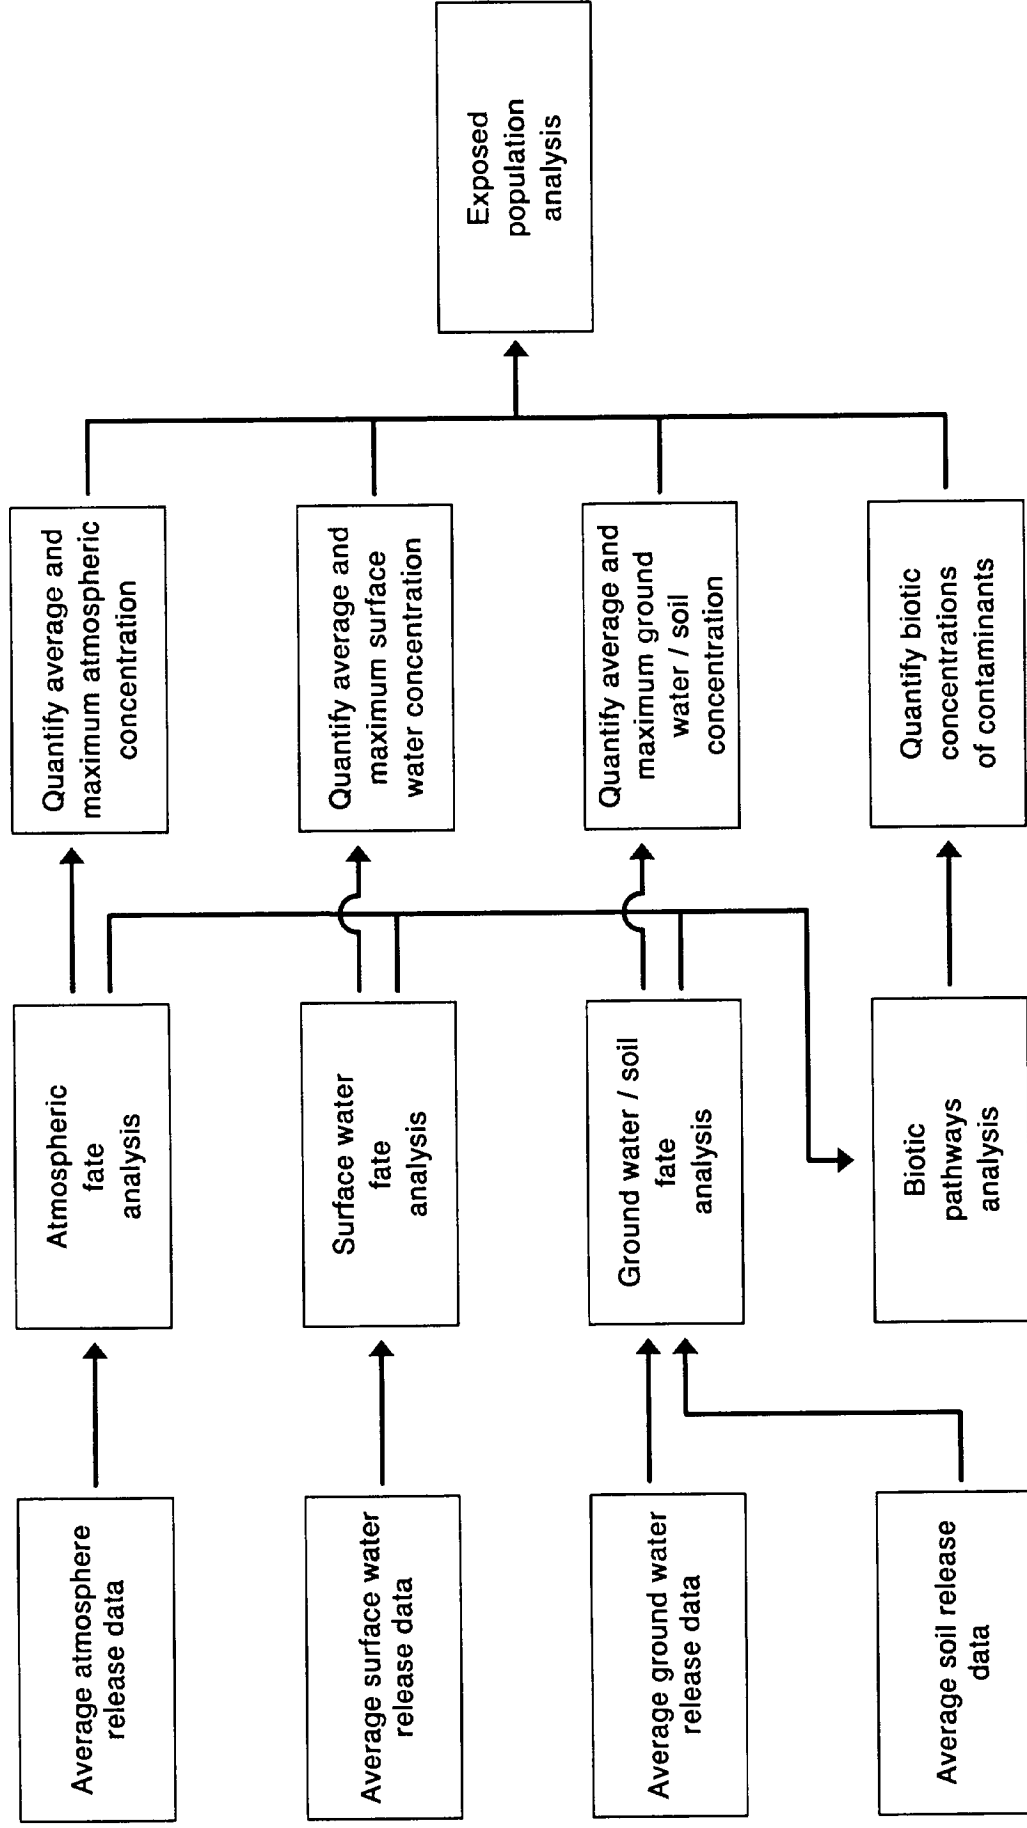 Average atmosphere
release data
Average surface water
release data
Average ground water
release data
Average soil release
data
Atmospheric
fate
analysis
Surface water
fate
analysis
Ground water / soil
fate
analysis
Biotic
pathways
analysis
Quantify average and
maximum atmospheric
concentration
Quantify average and
maximum surface
water concentration
Quantify average and
maximum ground
water / soil
concentration
Quantify biotic
concentrations
of contaminants
Exposed
population
analysis